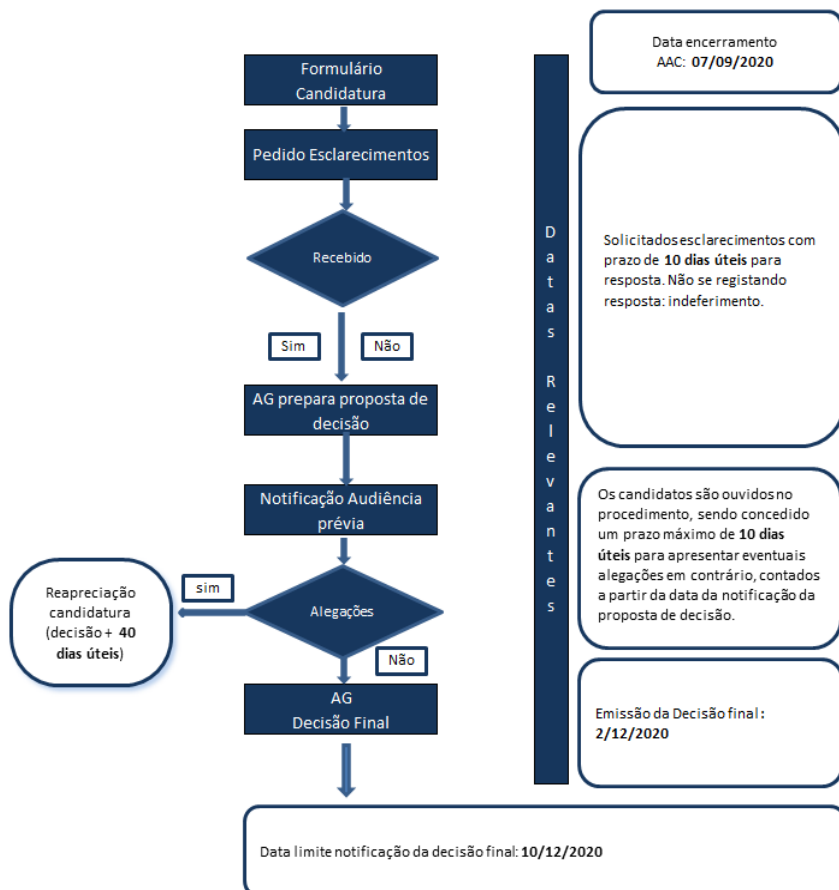 Formulário
Candidatura
Pedido Esclarecimentos
Recebido
Sim
Não
AG prepara proposta de
decisão
Notificação Audiência
prévia
Alegações
sim
Reapreciação
candidatura
(decisão + 40
dias úteis)
Não
AG
Decisão Final
Datas Relevantes
Data encerramento
AAC: 07/09/2020
Solicitados esclarecimentos com
prazo de 10 dias úteis para
resposta. Não se registando
resposta: indeferimento.
Os candidatos são ouvidos no
procedimento, sendo concedido
um prazo máximo de 10 dias
úteis para apresentar eventuais
alegações em contrário, contados
a partir da data da notificação da
proposta de decisão.
Emissão da Decisão final :
2/12/2020
Data limite notificação da decisão final: 10/12/2020